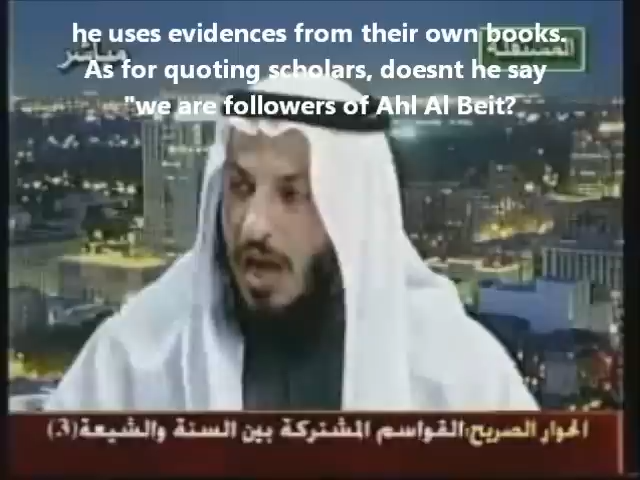 he uses evidences from their own books.
As for quoting scholars, doesnt he say
"we are followers of Ahl Al Beit?
مباشر
المستقلة
الحوار الصريح: القواسم المشتركة بين السنة والشيعة (3)